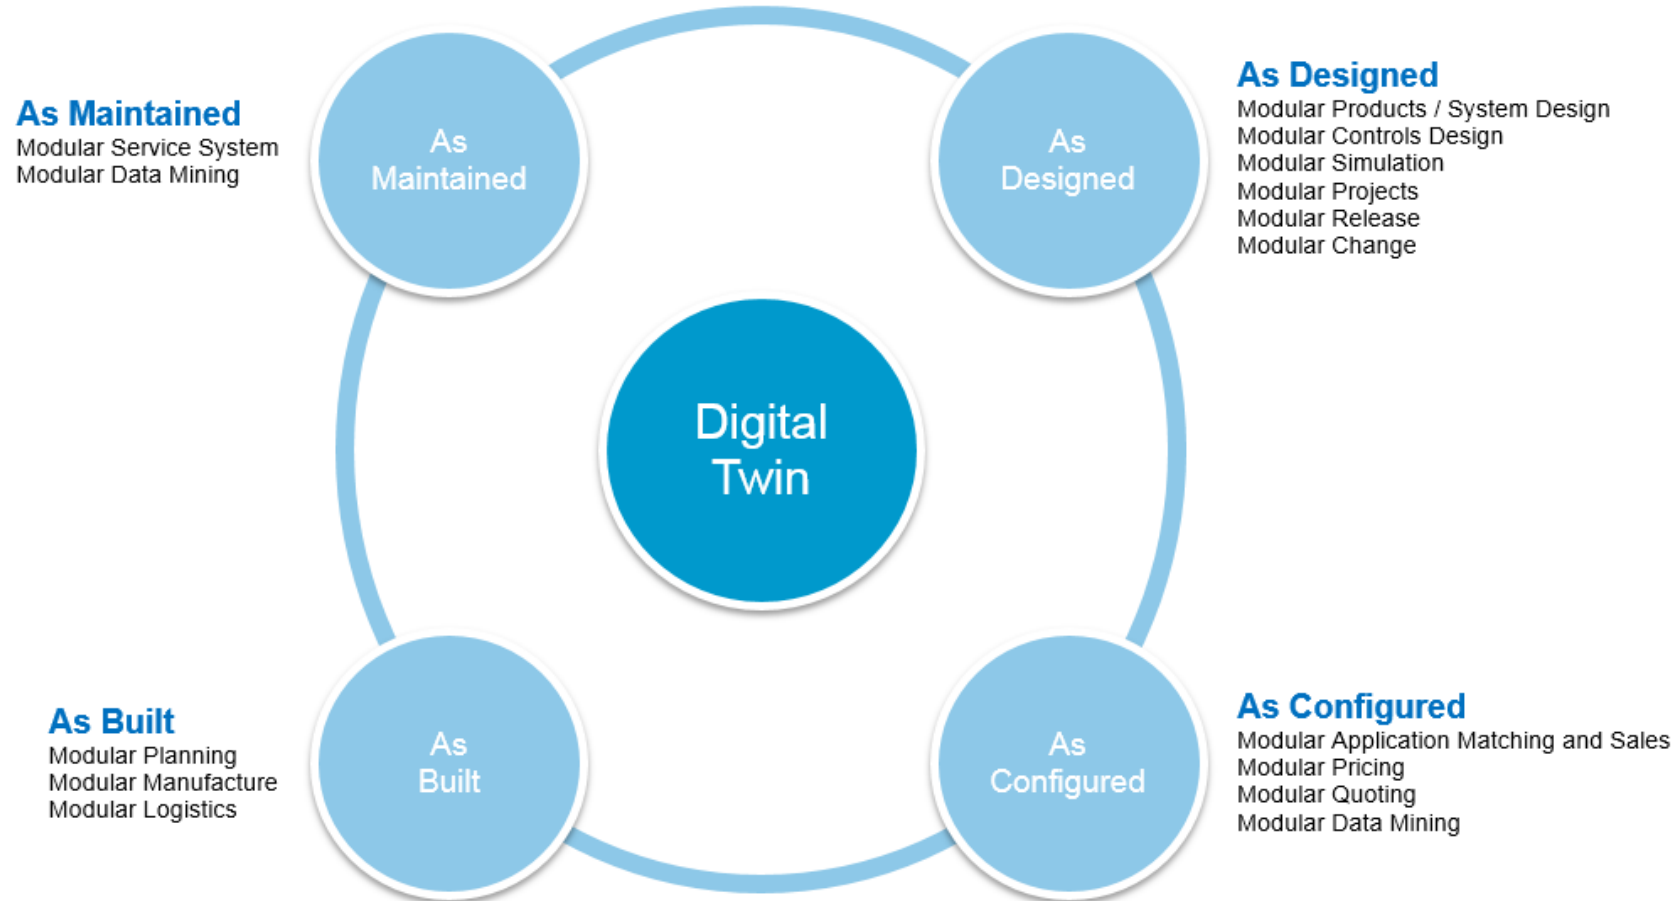 As Maintained
Modular Service System
Modular Data Mining
As
Maintained
As
Designed
As Designed
Modular Products / System Design
Modular Controls Design
Modular Simulation
Modular Projects
Modular Release
Modular Change
Digital
Twin
As Built
Modular Planning
Modular Manufacture
Modular Logistics
As
Built
As
Configured
As Configured
Modular Application Matching and Sales
Modular Pricing
Modular Quoting
Modular Data Mining